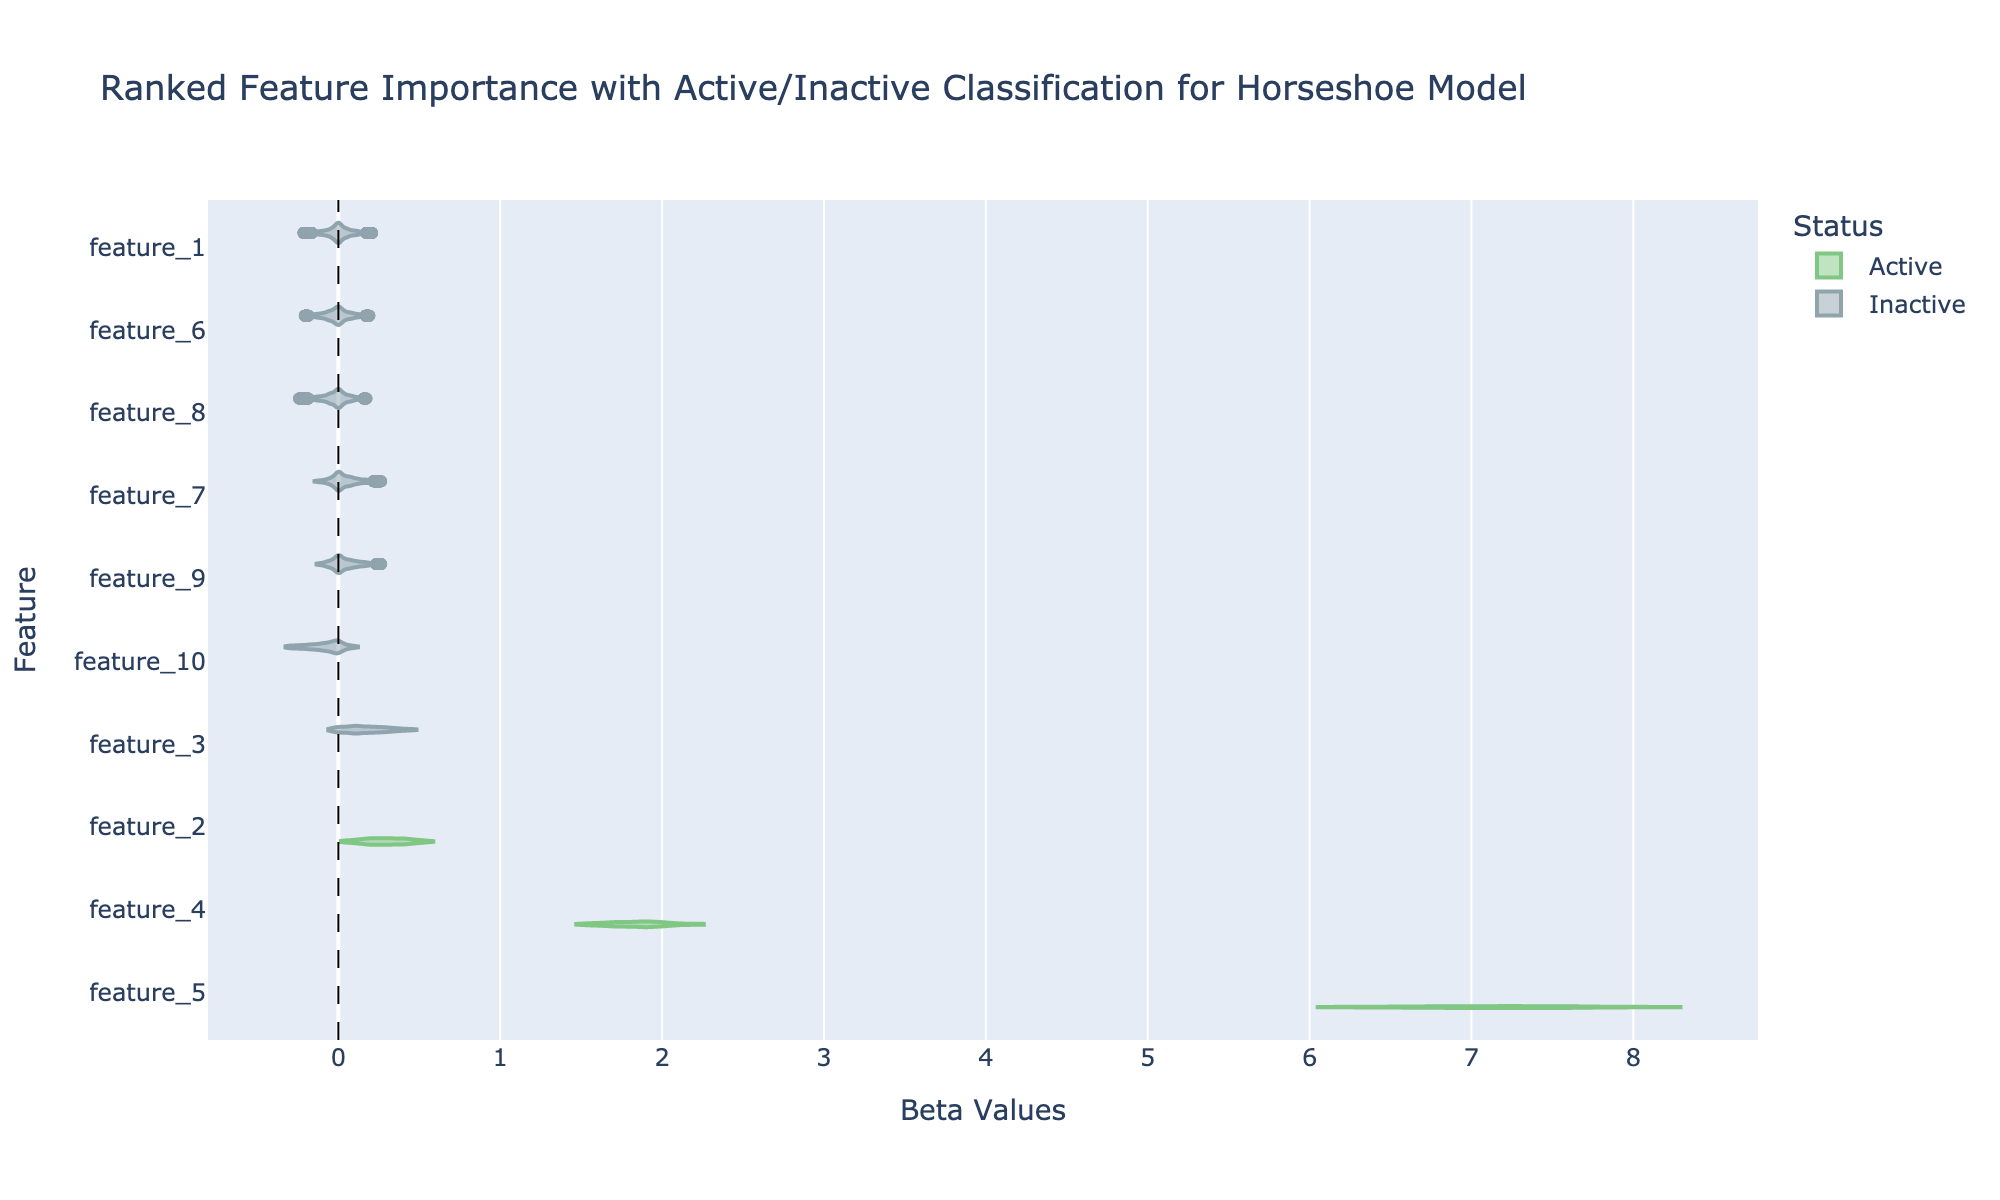 Ranked Feature Importance with Active/Inactive Classification for Horseshoe Model
Status
Active
Inactive
Feature
feature_1
feature_6
feature_8
feature_7
feature_9
feature_10
feature_3
feature_2
feature_4
feature_5
0 1 2 3 4 5 6 7 8
Beta Values